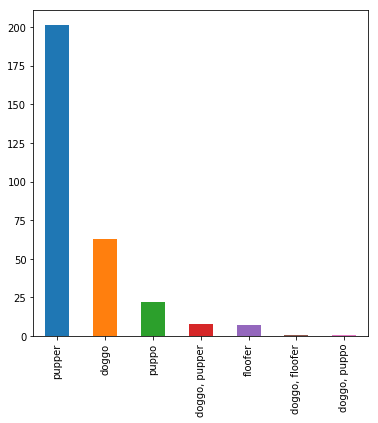 200
175
150
125
100
75
50
25
0
pupper
doggo
puppo
doggo, pupper
floofer
doggo, floofer
doggo, puppo